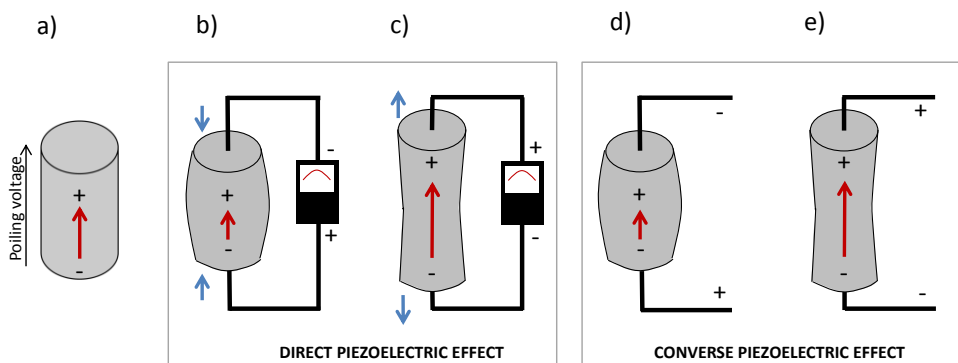 a)
b)
c)
d)
e)
Poiling voltage
+
-
-
+
+
-
+
+
-
-
-
+
-
+
+
+
-
-
DIRECT PIEZOELECTRIC EFFECT
CONVERSE PIEZOELECTRIC EFFECT